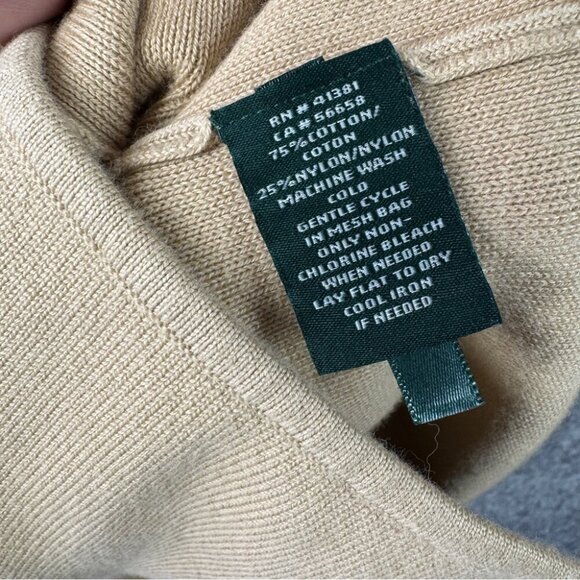 RN # 41381
CA # 56658
75%COTTON/
COTON
25%NYLON/NYLON
MACHINE WASH
COLD
GENTLE CYCLE
IN MESH BAG
ONLY NON-
CHLORINE BLEACH
WHEN NEEDED
LAY FLAT TO DRY
COOL IRON
IF NEEDED